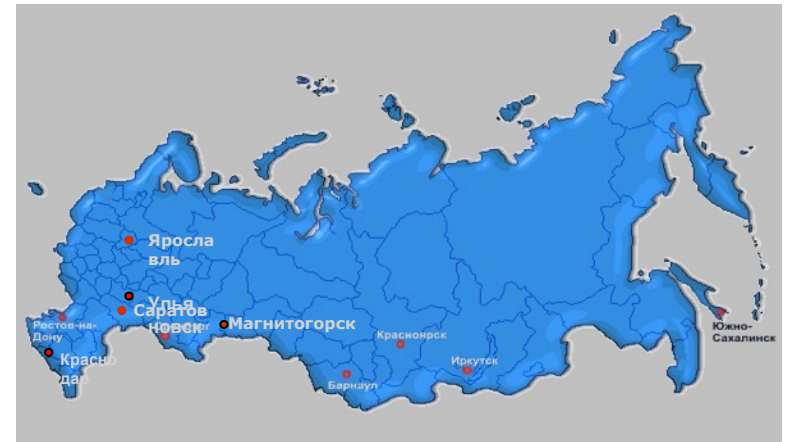 Яросла
вль
Улья
Саратов
новск
Магнитогорск
Ростов-на-
Дону
Красно
дар
Красноярск
Иркутск
Барнаул
Южно-
Сахалинск